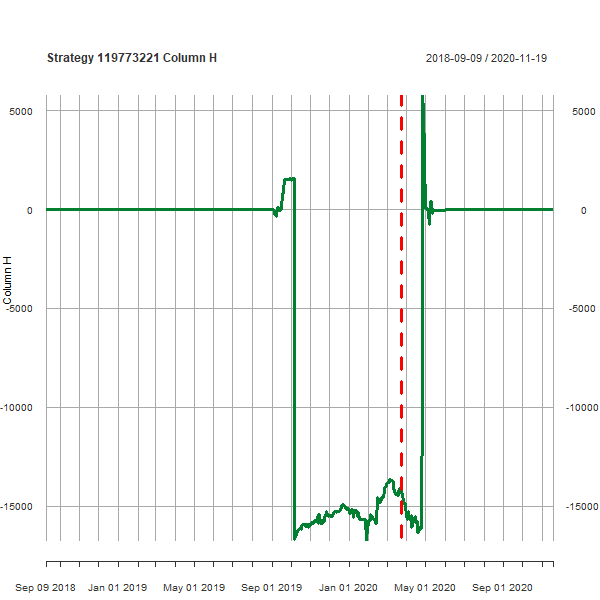 Strategy 119773221 Column H 2018-09-09 / 2020-11-19
5000 5000
0 0
Column H
-5000 -5000
-10000 -10000
-15000 -15000
Sep 09 2018 Jan 01 2019 May 01 2019 Sep 01 2019 Jan 01 2020 May 01 2020 Sep 01 2020